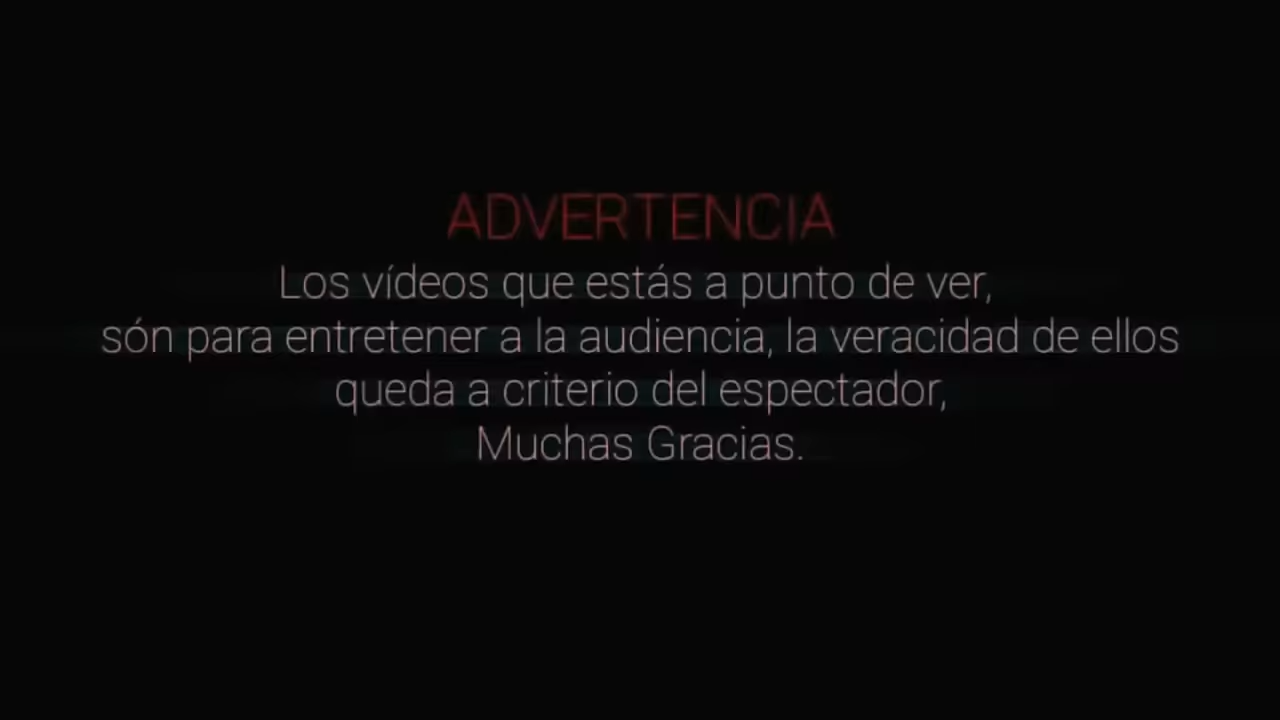 ADVERTENCIA
Los vídeos que estás a punto de ver,
són para entretener a la audiencia, la veracidad de ellos
queda a criterio del espectador,
Muchas Gracias.